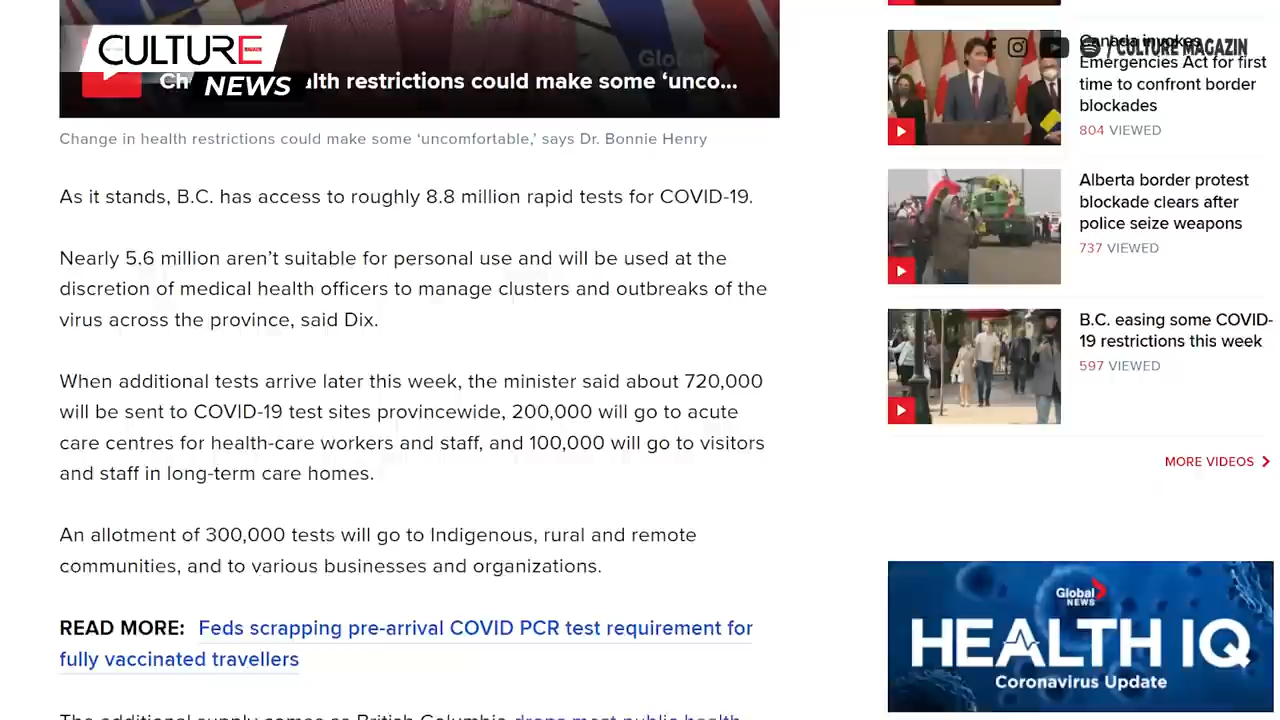 CULTURE
NEWS
Global
Ch lth restrictions could make some ‘unco...
Change in health restrictions could make some ‘uncomfortable,’ says Dr. Bonnie Henry
As it stands, B.C. has access to roughly 8.8 million rapid tests for COVID-19.
Nearly 5.6 million aren’t suitable for personal use and will be used at the
discretion of medical health officers to manage clusters and outbreaks of the
virus across the province, said Dix.
When additional tests arrive later this week, the minister said about 720,000
will be sent to COVID-19 test sites provincewide, 200,000 will go to acute
care centres for health-care workers and staff, and 100,000 will go to visitors
and staff in long-term care homes.
An allotment of 300,000 tests will go to Indigenous, rural and remote
communities, and to various businesses and organizations.
READ MORE: Feds scrapping pre-arrival COVID PCR test requirement for
fully vaccinated travellers
The additional supply comes as British Columbia drops most public health
/ CULTURE MAGAZIN
Canada invokes
Emergencies Act for first
time to confront border
blockades
804 VIEWED
Alberta border protest
blockade clears after
police seize weapons
737 VIEWED
B.C. easing some COVID-
19 restrictions this week
597 VIEWED
MORE VIDEOS
Global
NEWS
HEALTH IQ
Coronavirus Update